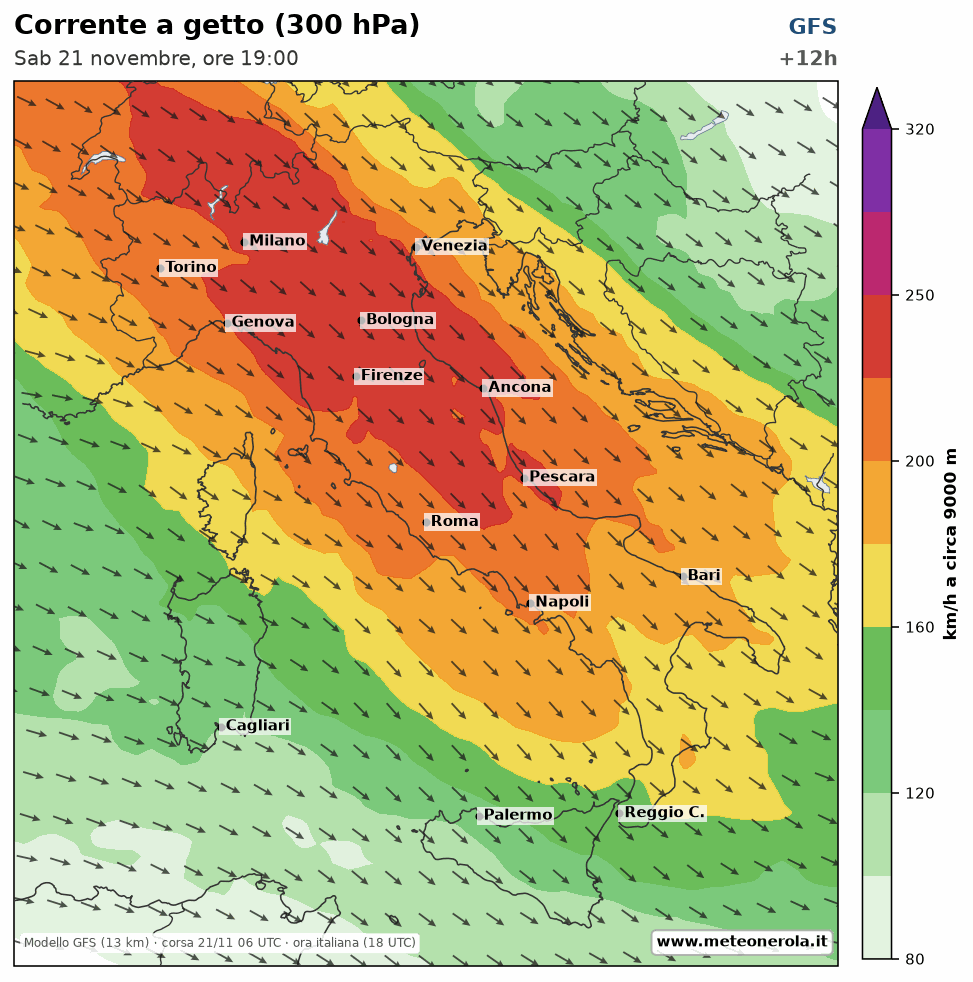 Corrente a getto (300 hPa)
GFS
Sab 21 novembre, ore 19:00
+12h
320
250
200
160
120
80
km/h a circa 9000 m
Milano
Venezia
Torino
Genova
Bologna
Firenze
Ancona
Pescara
Roma
Bari
Napoli
Cagliari
Palermo
Reggio C.
Modello GFS (13 km) · corsa 21/11 06 UTC · ora italiana (18 UTC)
www.meteonerola.it